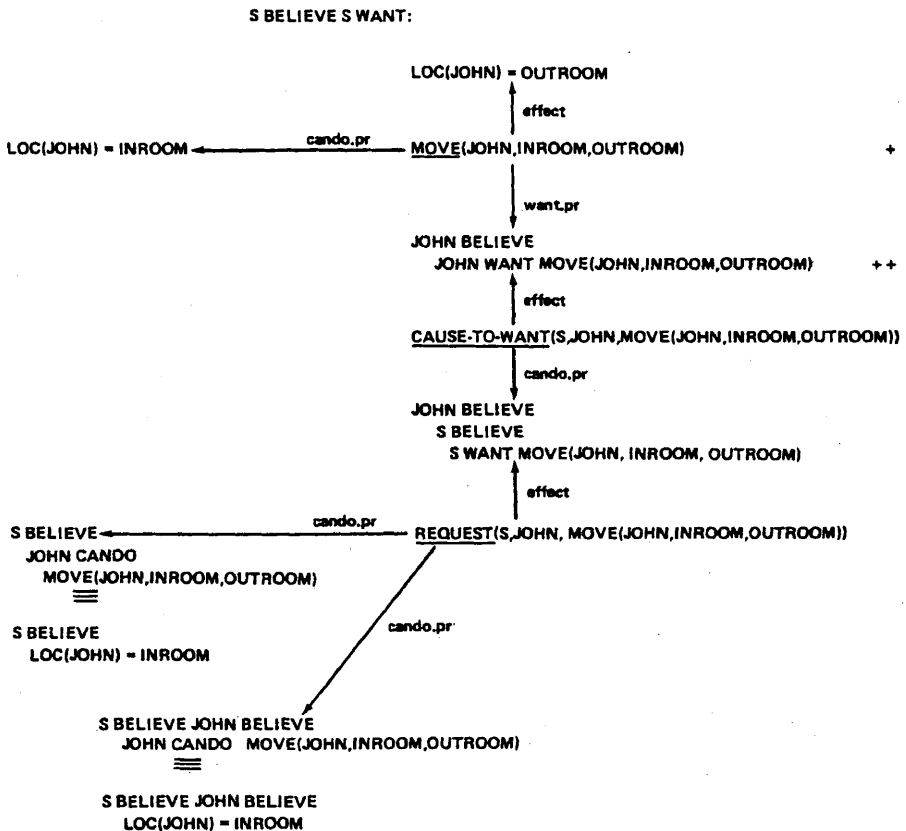 S BELIEVE S WANT:
LOC(JOHN) = OUTROOM
effect
LOC(JOHN) = INROOM
cando.pr
MOVE(JOHN,INROOM,OUTROOM) +
want.pr
JOHN BELIEVE
JOHN WANT MOVE(JOHN,INROOM,OUTROOM) ++
effect
CAUSE-TO-WANT(S,JOHN,MOVE(JOHN,INROOM,OUTROOM))
cando.pr
JOHN BELIEVE
S BELIEVE
S WANT MOVE(JOHN, INROOM, OUTROOM)
effect
S BELIEVE
cando.pr
REQUEST(S,JOHN, MOVE(JOHN,INROOM,OUTROOM))
JOHN CANDO
MOVE(JOHN,INROOM,OUTROOM)
cando.pr
S BELIEVE
LOC(JOHN) = INROOM
S BELIEVE JOHN BELIEVE
JOHN CANDO MOVE(JOHN,INROOM,OUTROOM)
S BELIEVE JOHN BELIEVE
LOC(JOHN) = INROOM